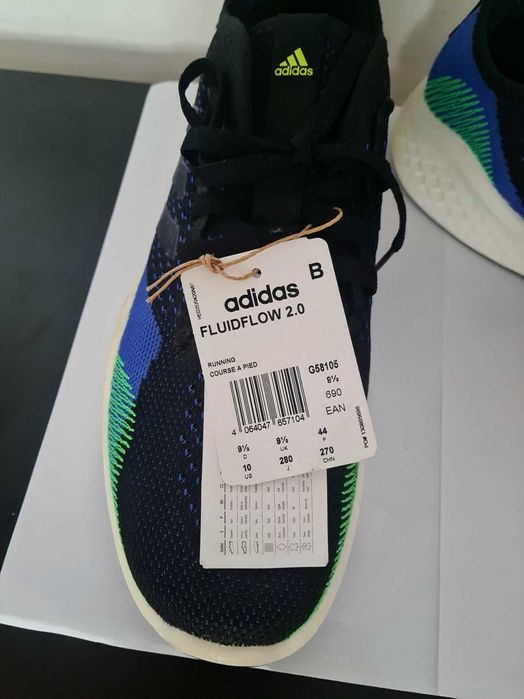 adidas
B
adidas
FLUIDFLOW 2.0
RUNNING
COURSE A PIED
G58105
9½
690
EAN
4 064047 657104
9½ 9½ 44
D UK F
10 280 270
US J CHN